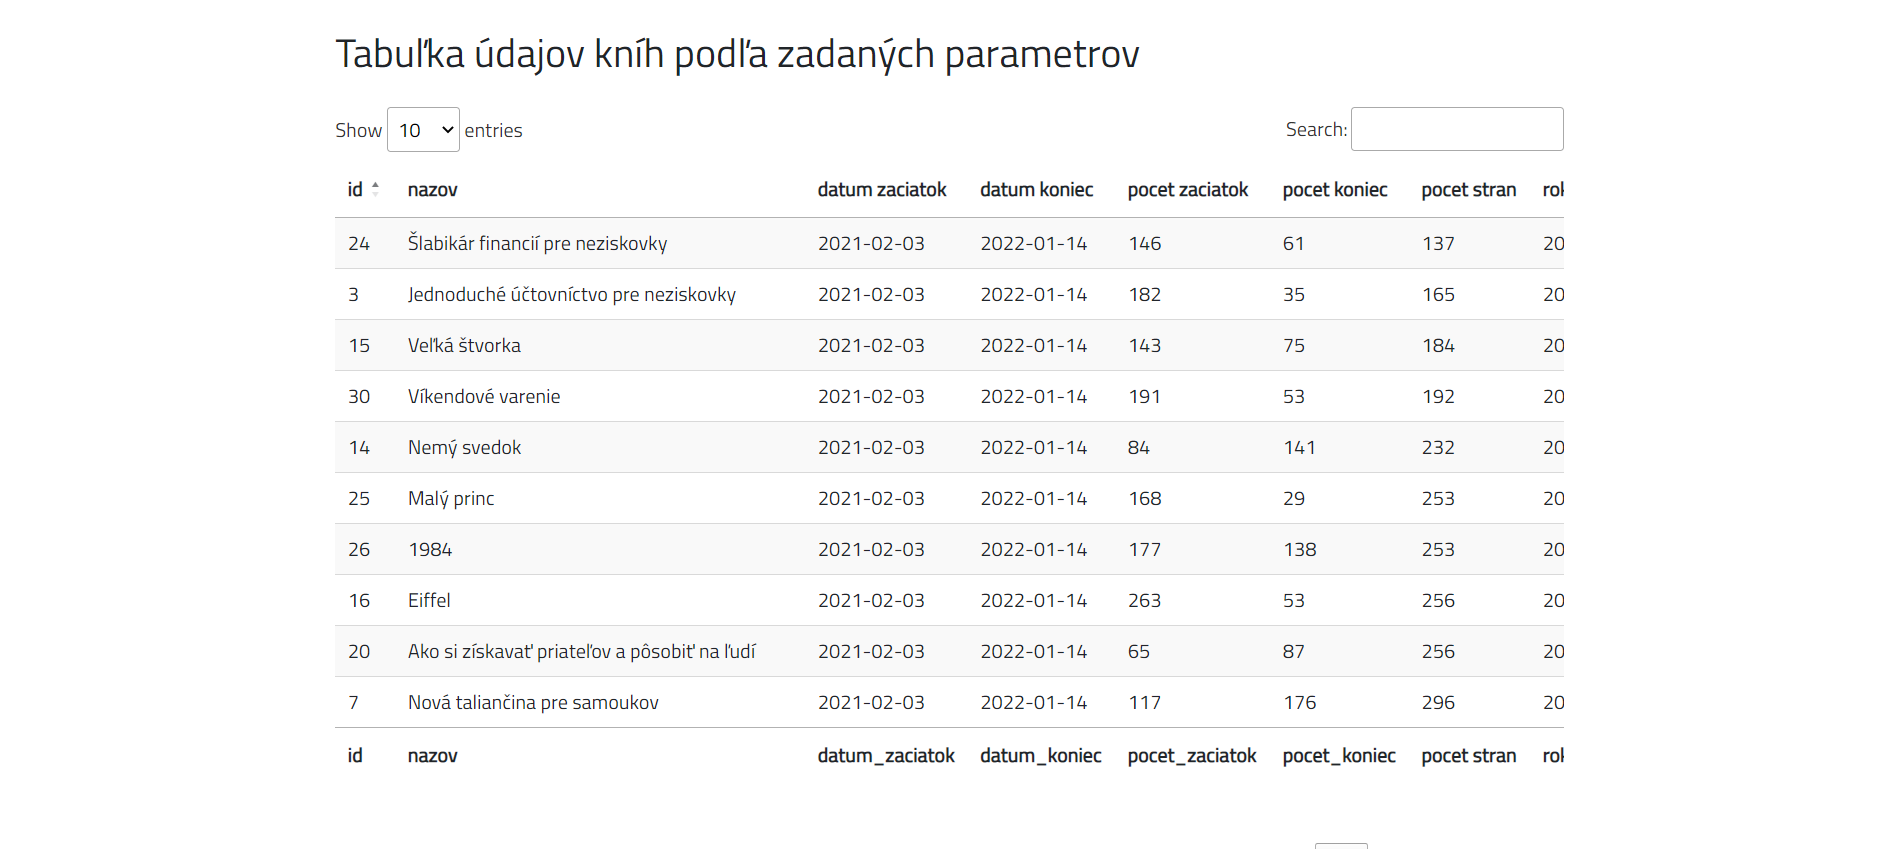 Tabuľka údajov kníh podľa zadaných parametrov
Show 10 entries Search:
id nazov datum zaciatok datum koniec pocet zaciatok pocet koniec pocet stran
24 Šlabikár financií pre neziskovky 2021-02-03 2022-01-14 146 61 137 20
3 Jednoduché účtovníctvo pre neziskovky 2021-02-03 2022-01-14 182 35 165 20
15 Veľká štvorka 2021-02-03 2022-01-14 143 75 184 20
30 Víkendové varenie 2021-02-03 2022-01-14 191 53 192 20
14 Nemý svedok 2021-02-03 2022-01-14 84 141 232 20
25 Malý princ 2021-02-03 2022-01-14 168 29 253 20
26 1984 2021-02-03 2022-01-14 177 138 253 20
16 Eiffel 2021-02-03 2022-01-14 263 53 256 20
20 Ako si získavať priateľov a pôsobiť na ľudí 2021-02-03 2022-01-14 65 87 256 20
7 Nová taliančina pre samoukov 2021-02-03 2022-01-14 117 176 296 20
id nazov datum_zaciatok datum_koniec pocet_zaciatok pocet_koniec pocet stran